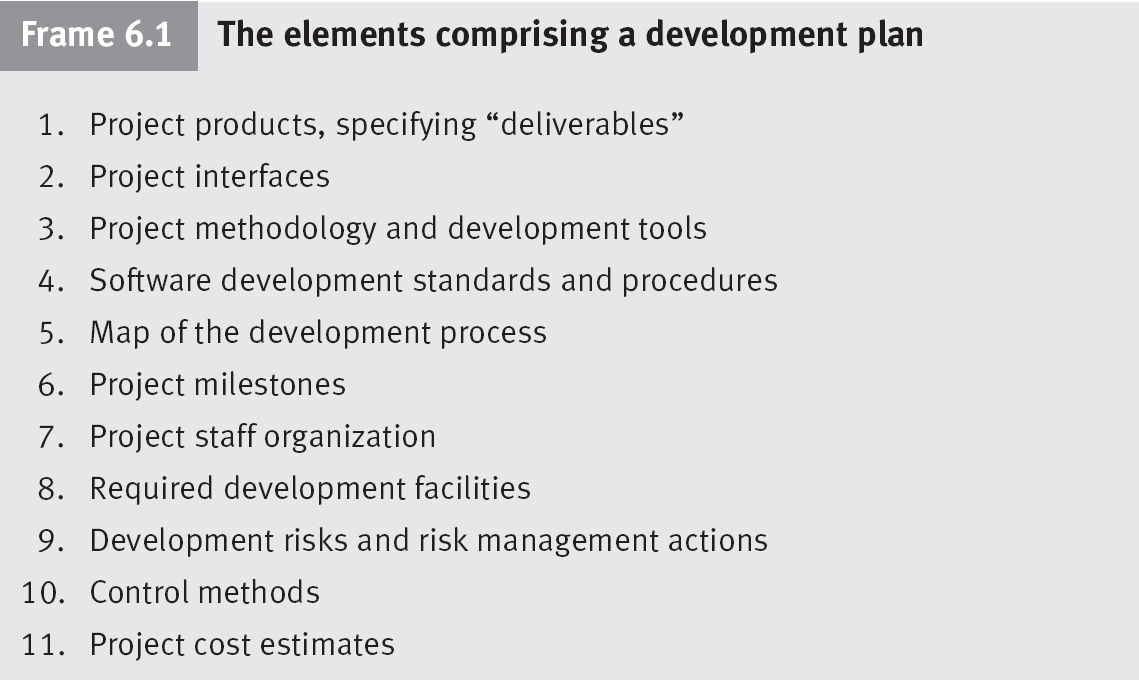 Frame 6.1 The elements comprising a development plan
1. Project products, specifying “deliverables”
2. Project interfaces
3. Project methodology and development tools
4. Software development standards and procedures
5. Map of the development process
6. Project milestones
7. Project staff organization
8. Required development facilities
9. Development risks and risk management actions
10. Control methods
11. Project cost estimates